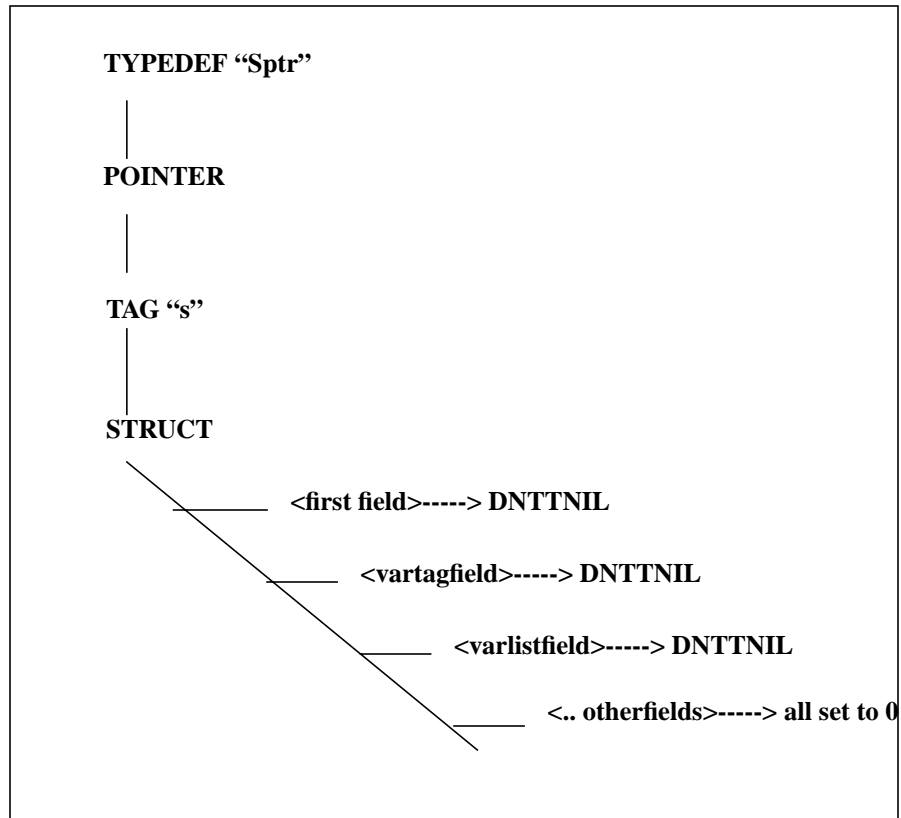 TYPEDEF “Sptr”
POINTER
TAG “s”
STRUCT
<first field>-----> DNTTNIL
<vartagfield>-----> DNTTNIL
<varlistfield>-----> DNTTNIL
<.. otherfields>-----> all set to 0